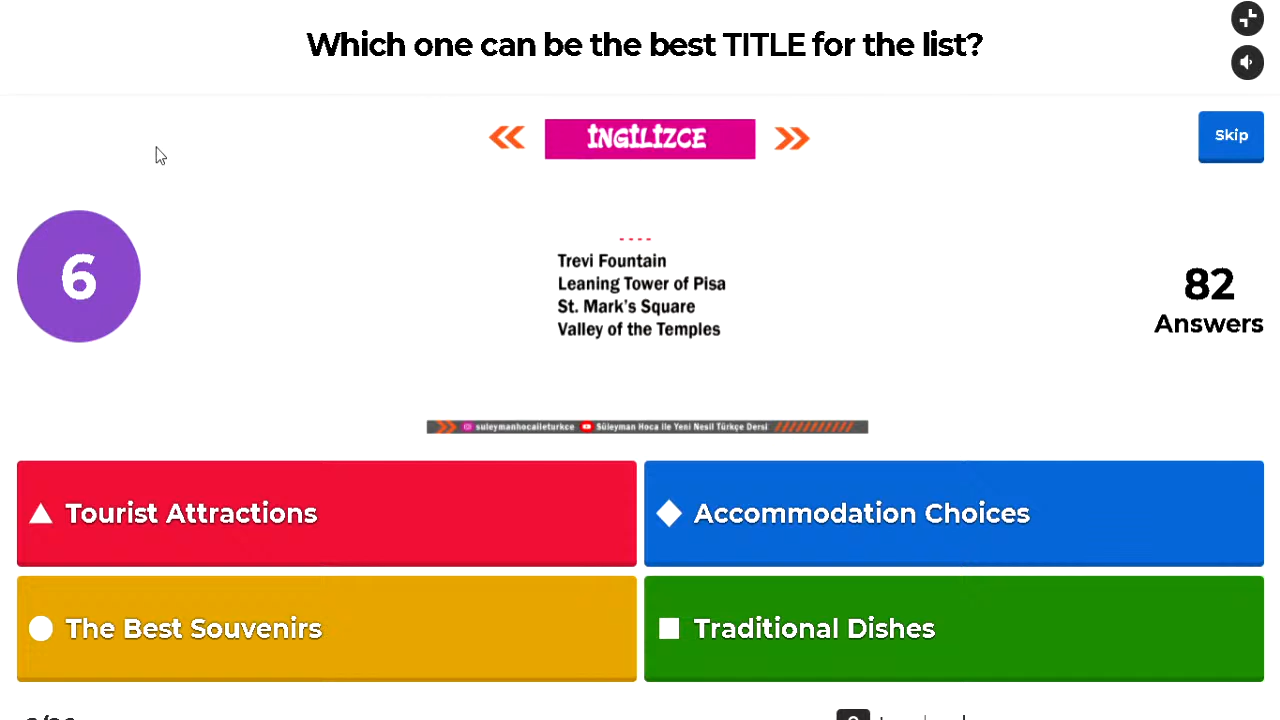 Which one can be the best TITLE for the list?
İNGİLİZCE
Skip
6
- - - -
Trevi Fountain
Leaning Tower of Pisa
St. Mark's Square
Valley of the Temples
82
Answers
suleymanhocaileturkce Süleyman Hoca ile Yeni Nesil Türkçe Dersi
Tourist Attractions
Accommodation Choices
The Best Souvenirs
Traditional Dishes